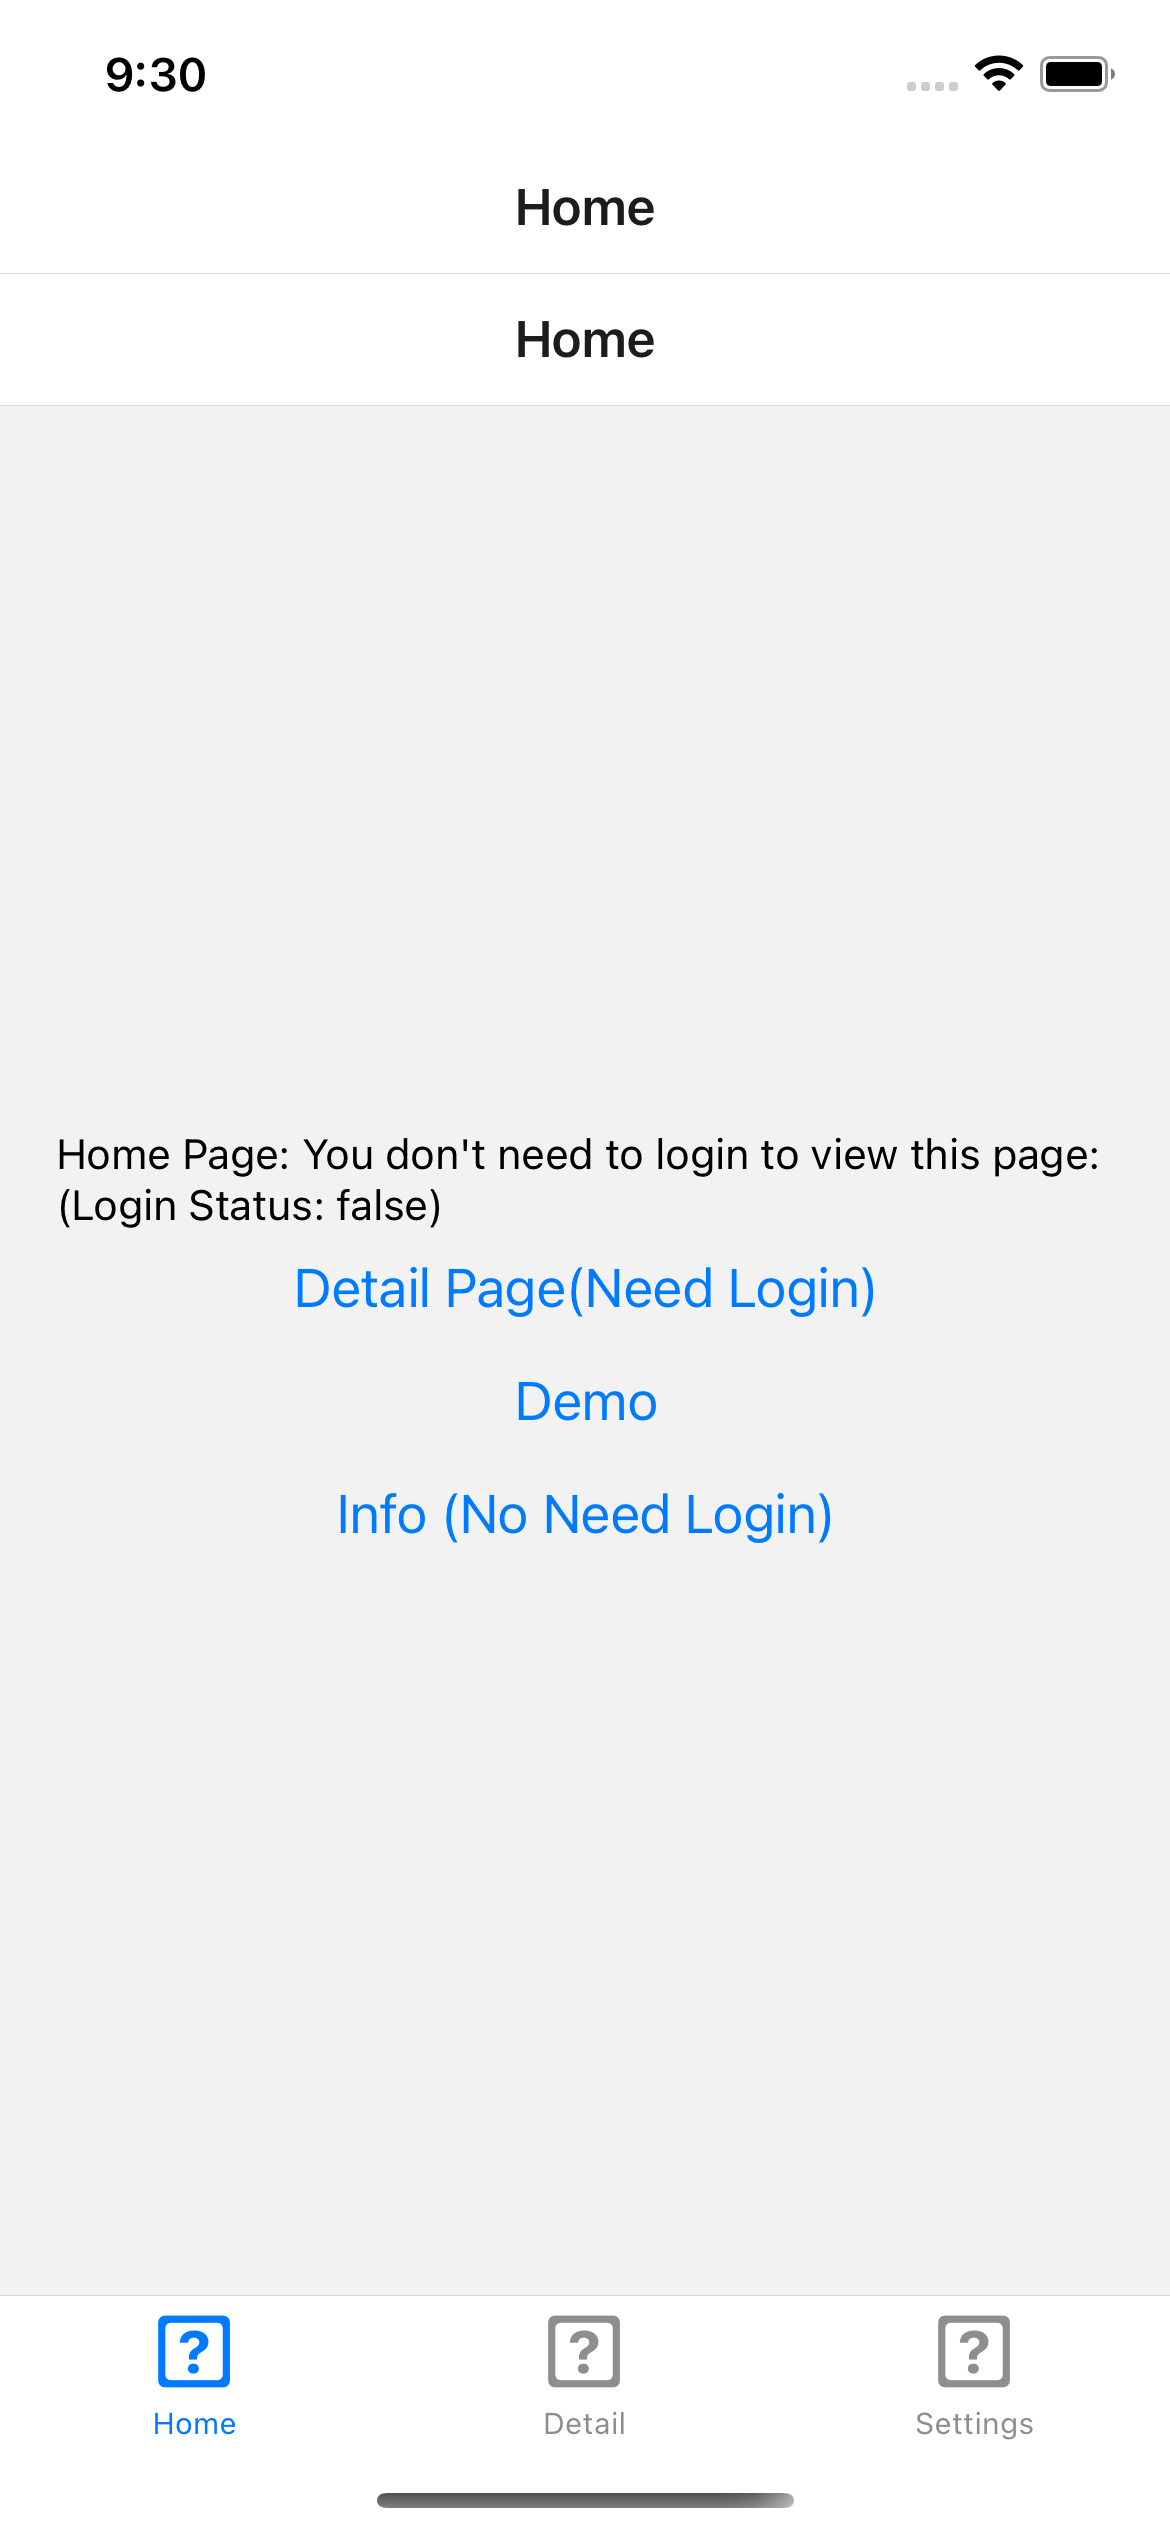 9:30
Home
Home
Home Page: You don't need to login to view this page:
(Login Status: false)
Detail Page(Need Login)
Demo
Info (No Need Login)
? ? ?
Home Detail Settings